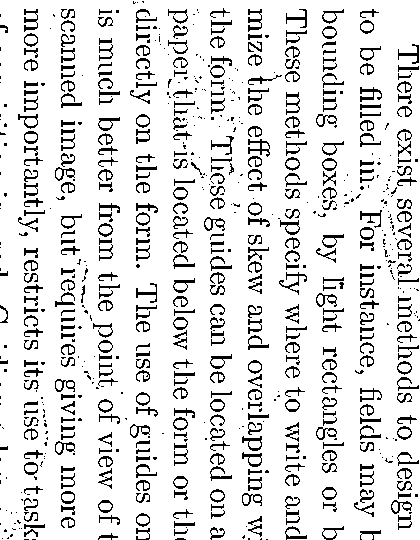 There exist several methods to design
to be filled in. For instance, fields may b
bounding boxes, by light rectangles or b
These methods specify where to write and
mize the effect of skew and overlapping w
the form. These guides can be located on a
paper that is located below the form or the
directly on the form. The use of guides on
is much better from the point of view of t
scanned image, but requires giving more
more importantly, restricts its use to tasks